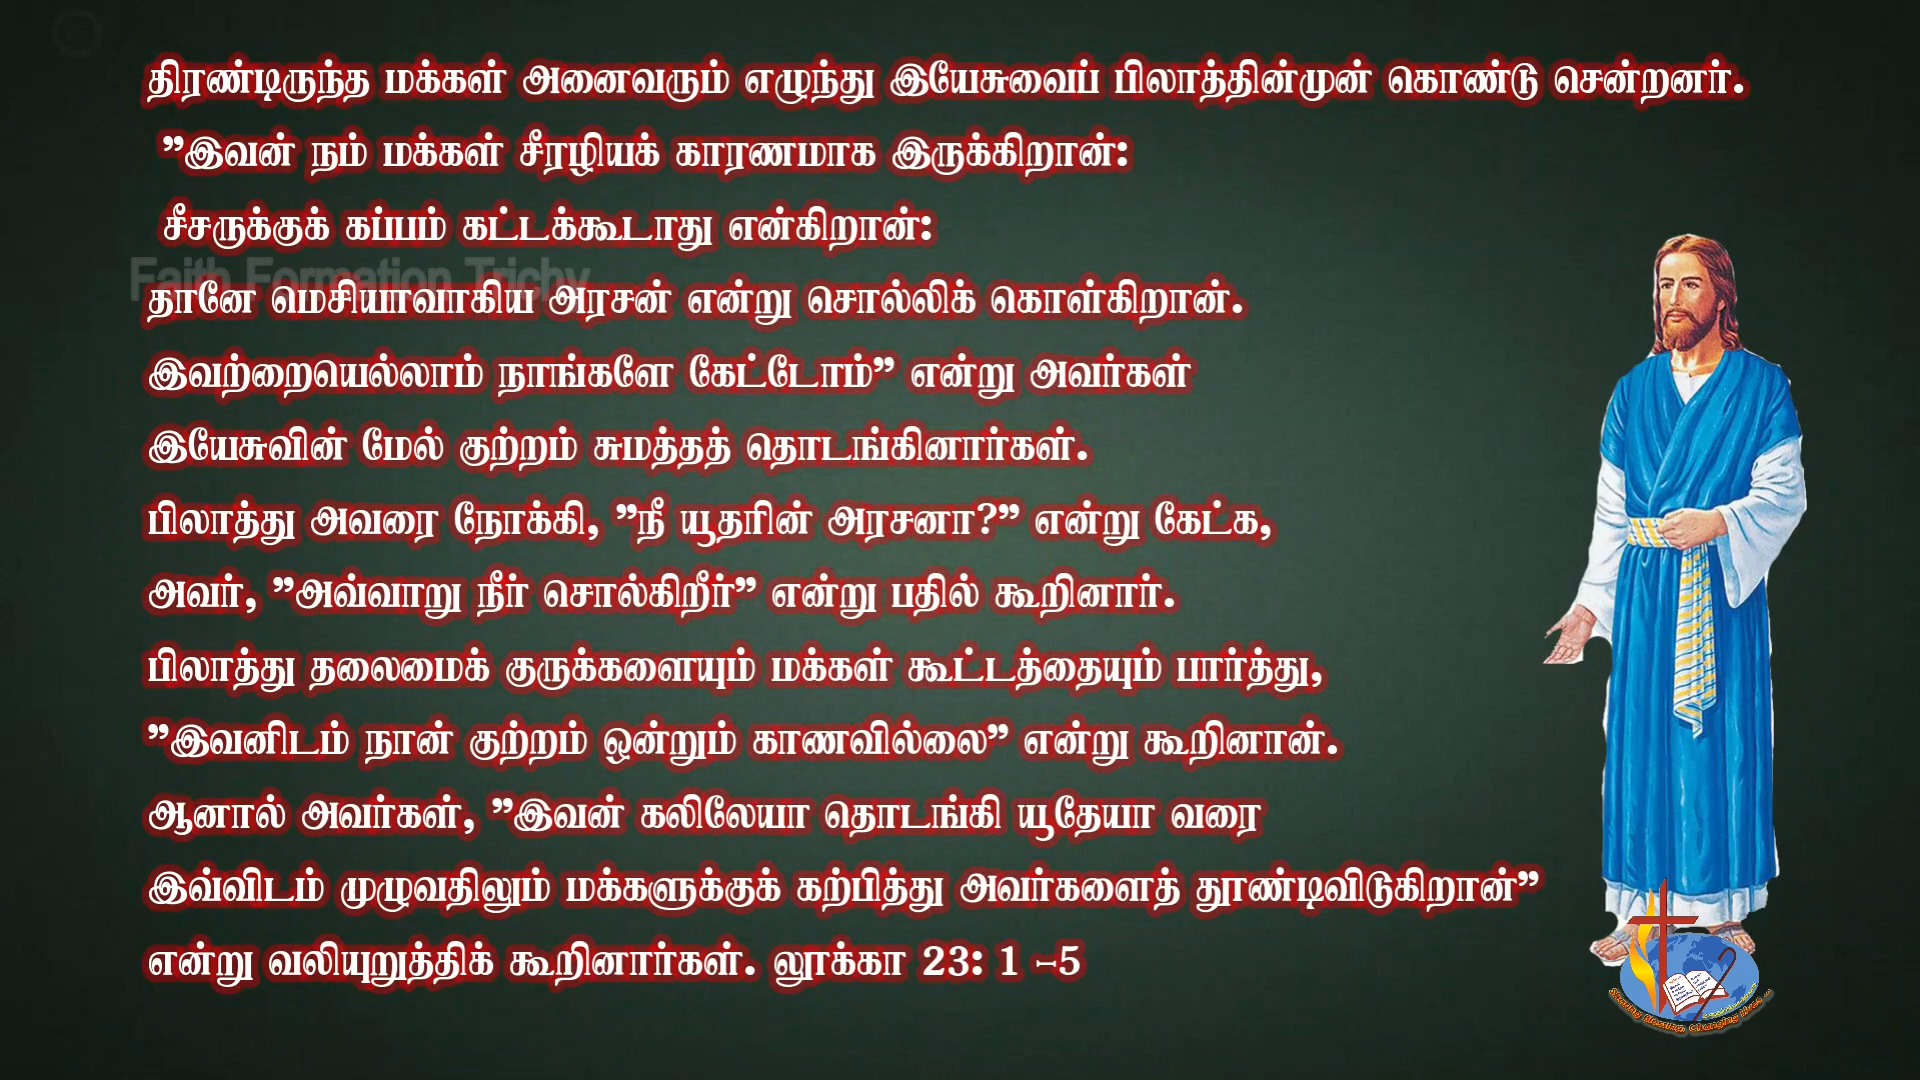 திரண்டிருந்த மக்கள் அனைவரும் எழுந்து இயேசுவைப் பிலாத்தின்முன் கொண்டு சென்றனர்.
"இவன் நம் மக்கள் சீரழியக் காரணமாக இருக்கிறான்:
சீசருக்குக் கப்பம் கட்டக்கூடாது என்கிறான்:
Faith Formation Trichy
தானே மெசியாவாகிய அரசன் என்று சொல்லிக் கொள்கிறான்.
இவற்றையெல்லாம் நாங்களே கேட்டோம்" என்று அவர்கள்
இயேசுவின் மேல் குற்றம் சுமத்தத் தொடங்கினார்கள்.
பிலாத்து அவரை நோக்கி, "நீ யூதரின் அரசனா?" என்று கேட்க,
அவர், "அவ்வாறு நீர் சொல்கிறீர்" என்று பதில் கூறினார்.
பிலாத்து தலைமைக் குருக்களையும் மக்கள் கூட்டத்தையும் பார்த்து,
"இவனிடம் நான் குற்றம் ஒன்றும் காணவில்லை" என்று கூறினான்.
ஆனால் அவர்கள், "இவன் கலிலேயா தொடங்கி யூதேயா வரை
இவ்விடம் முழுவதிலும் மக்களுக்குக் கற்பித்து அவர்களைத் தூண்டிவிடுகிறான்"
என்று வலியுறுத்திக் கூறினார்கள். லூக்கா 23: 1 -5